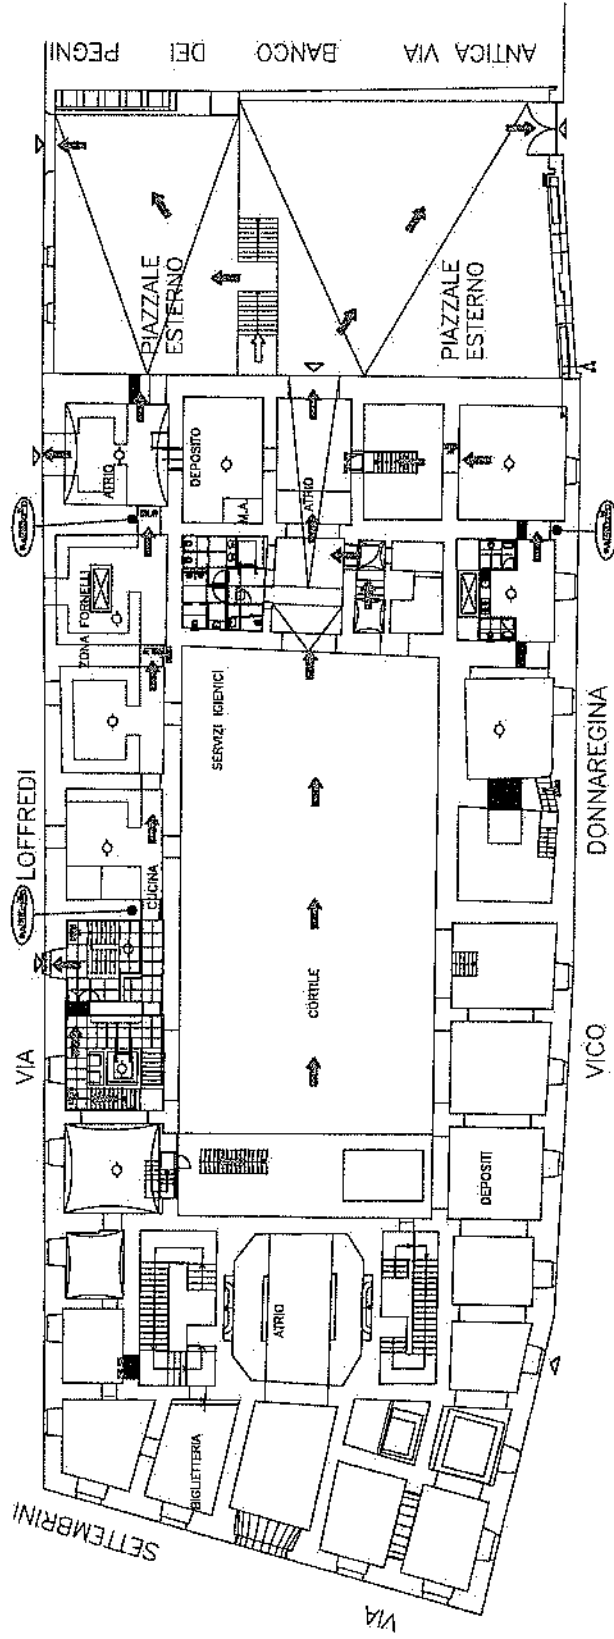 ANTICA VIA BANCO DEI PEGNI
PIAZZALE
ESTERNO
PIAZZALE
ESTERNO
ATRIO
DEPOSITO
M.A.
ATRIO
ZONA FORNELLI
SERVIZI IGIENICI
CUCINA
CORTILE
VIA LOFFREDI
VICO DONNAREGINA
DEPOSITI
ATRIO
BIGLIETTERIA
VIA SETTEMBRINI